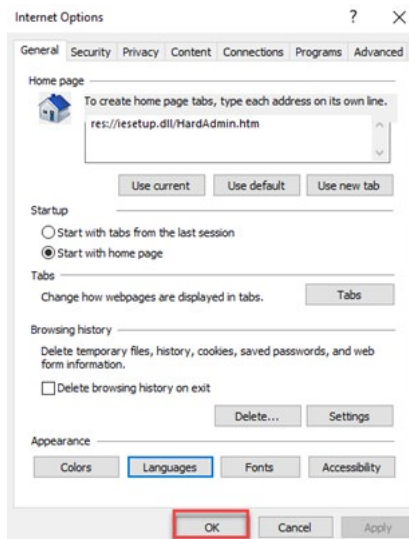 Internet Options ? X
General Security Privacy Content Connections Programs Advanced
Home page
To create home page tabs, type each address on its own line.
res://iesetup.dll/HardAdmin.htm
Use current Use default Use new tab
Startup
Start with tabs from the last session
Start with home page
Tabs
Change how webpages are displayed in tabs. Tabs
Browsing history
Delete temporary files, history, cookies, saved passwords, and web
form information.
Delete browsing history on exit
Delete... Settings
Appearance
Colors Languages Fonts Accessibility
OK Cancel Apply